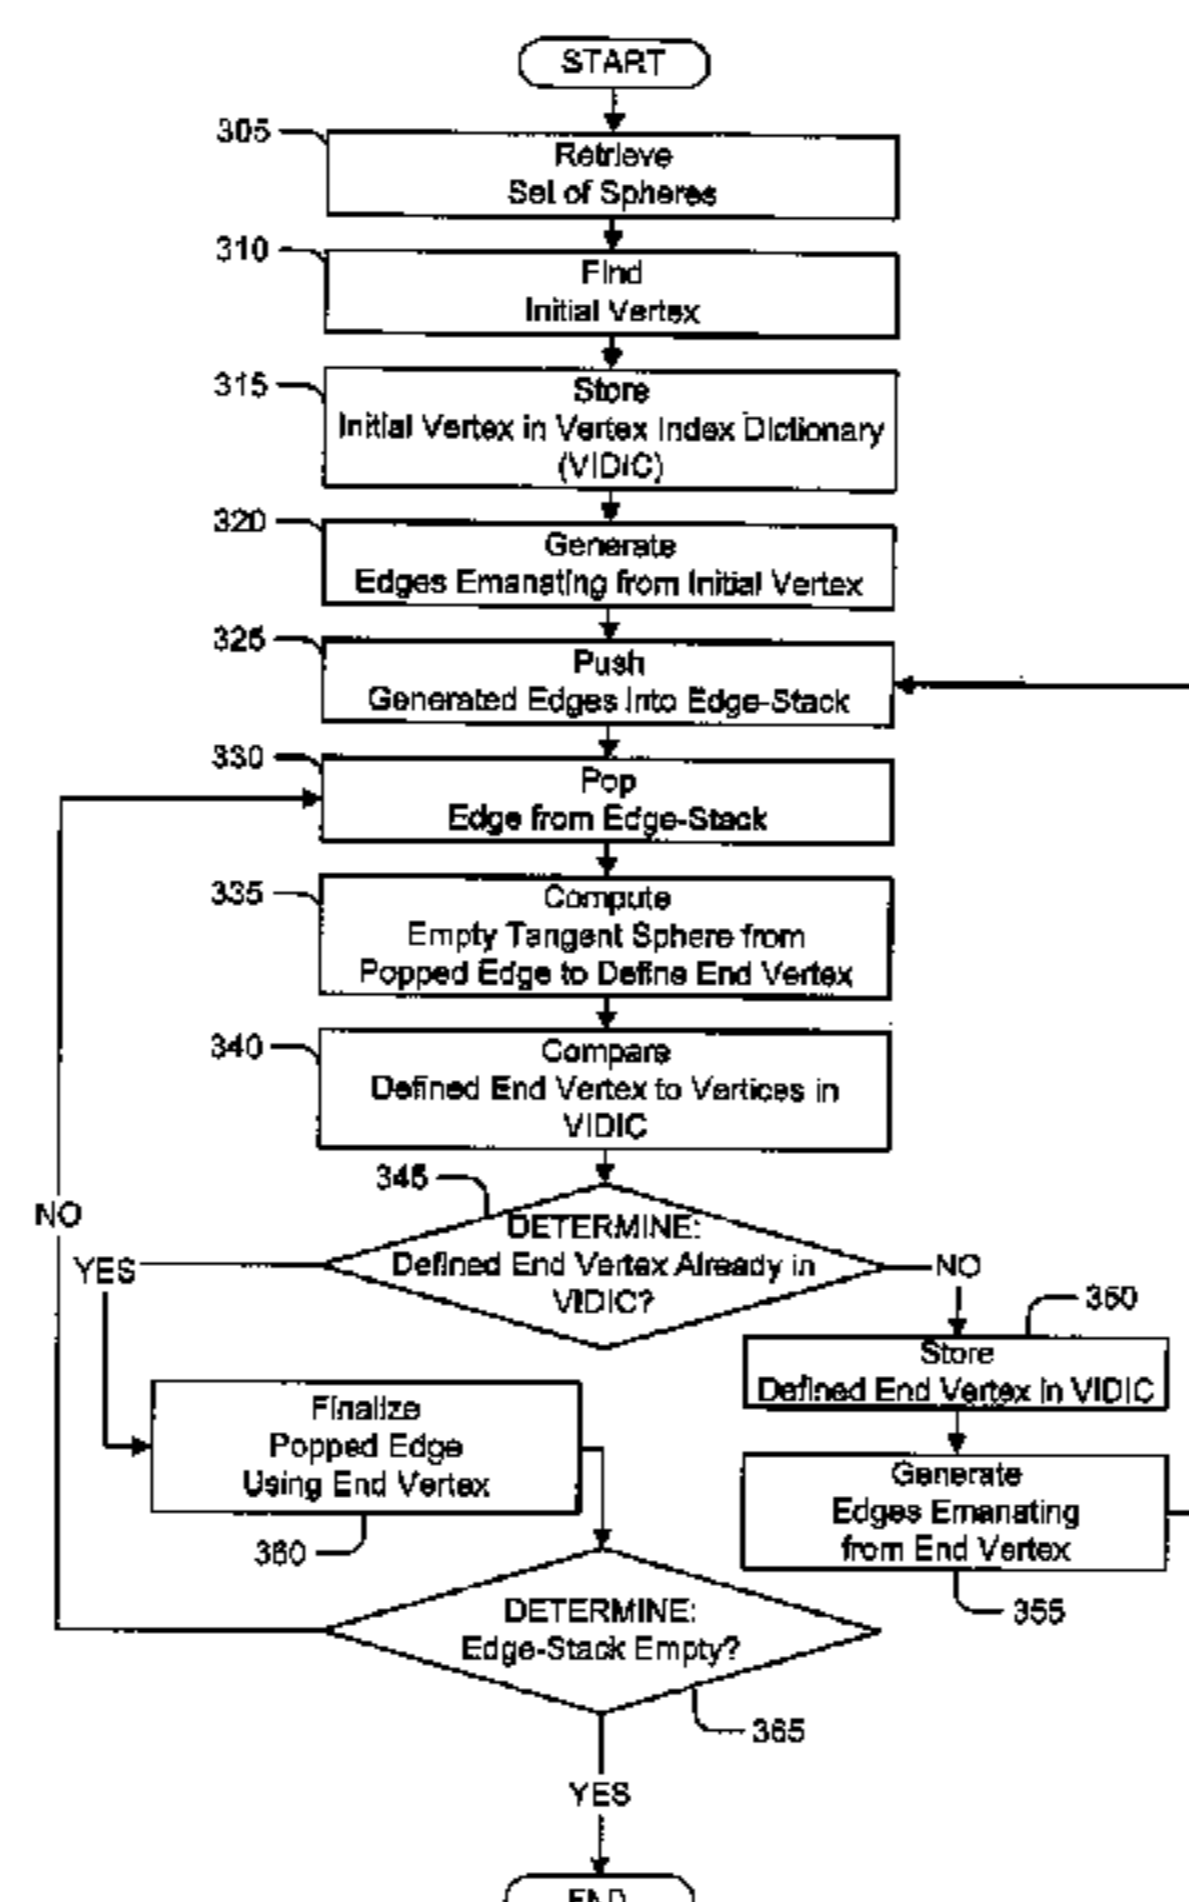 START
305
Retrieve
Set of Spheres
310
Find
Initial Vertex
315
Store
Initial Vertex in Vertex Index Dictionary
(VIDIC)
320
Generate
Edges Emanating from Initial Vertex
325
Push
Generated Edges Into Edge-Stack
330
Pop
Edge from Edge-Stack
335
Compute
Empty Tangent Sphere from
Popped Edge to Define End Vertex
340
Compare
Defined End Vertex to Vertices in
VIDIC
345
DETERMINE:
Defined End Vertex Already in
VIDIC?
NO
YES
NO
350
Store
Defined End Vertex in VIDIC
Finalize
Popped Edge
Using End Vertex
360
Generate
Edges Emanating
from End Vertex
355
DETERMINE:
Edge-Stack Empty?
365
YES
END